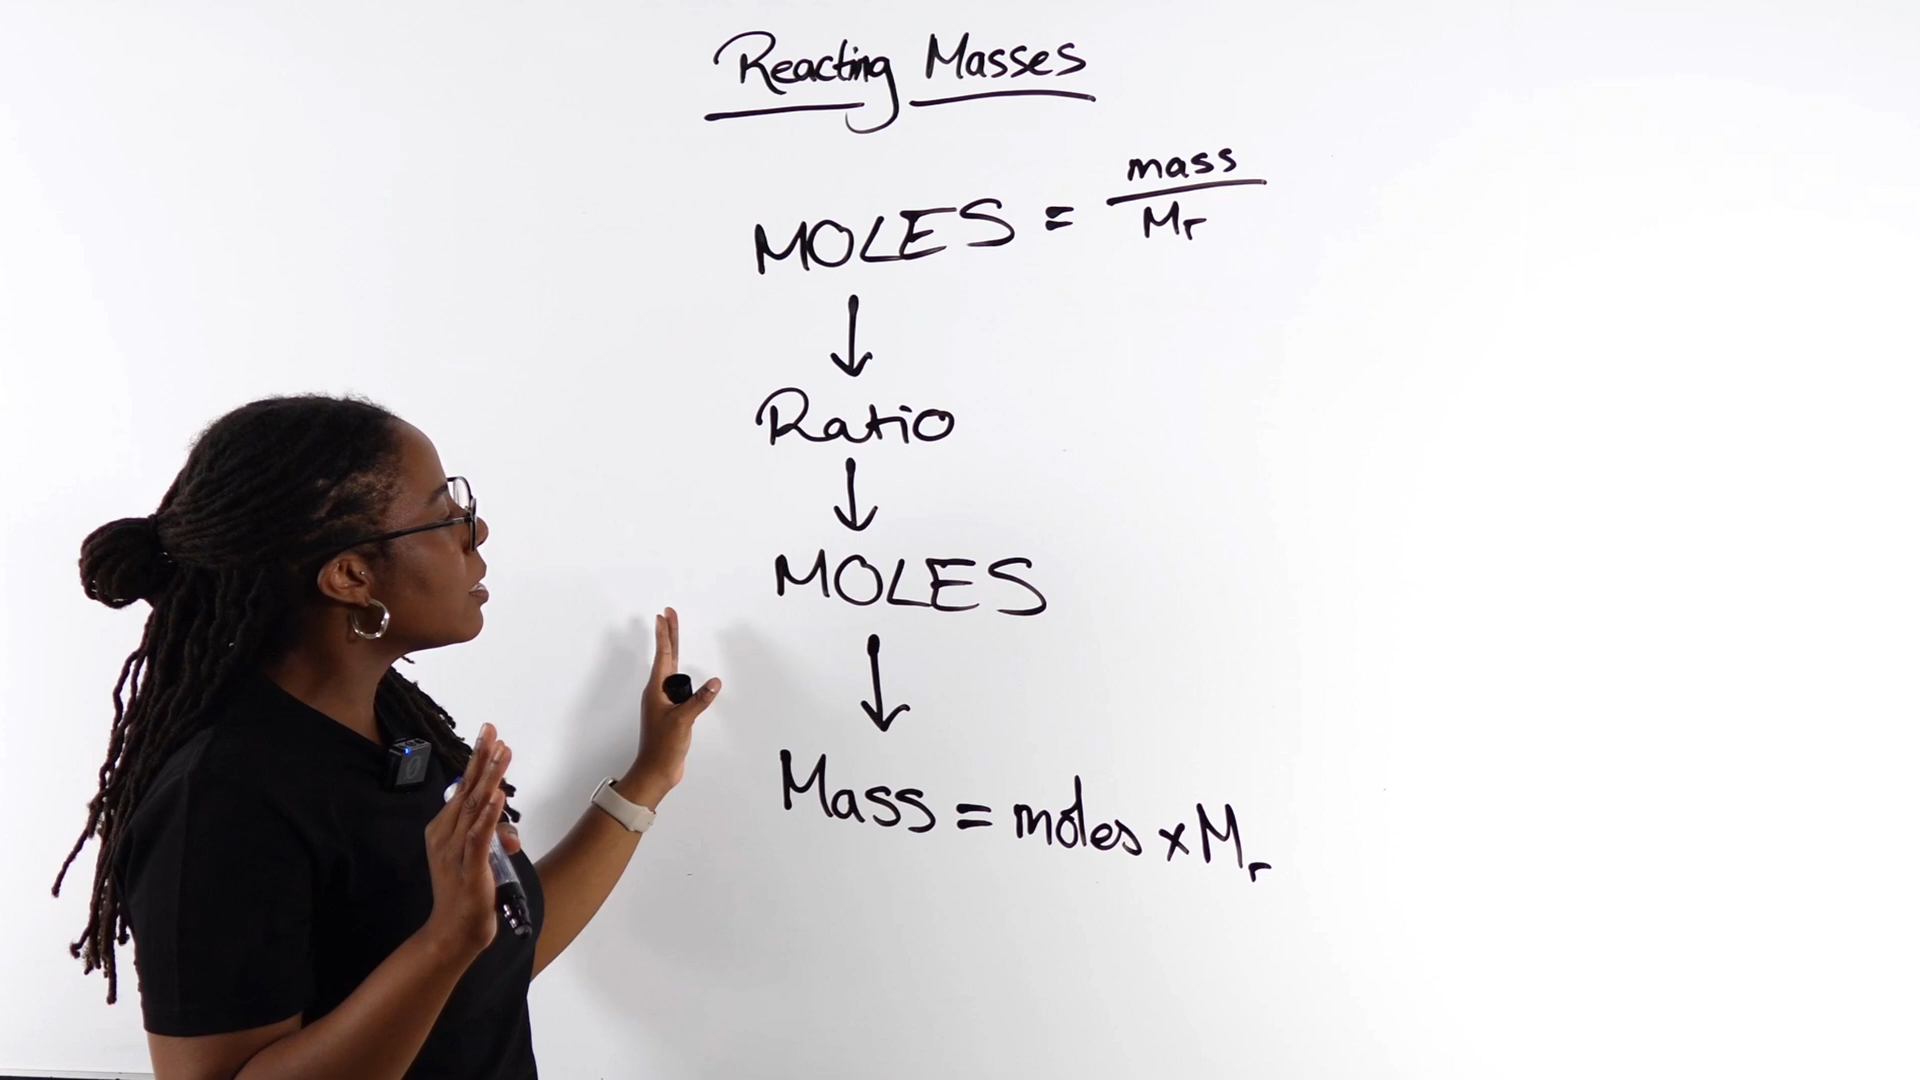 Reacting Masses
MOLES = mass / Mr
↓
Ratio
↓
MOLES
↓
Mass = moles × Mr